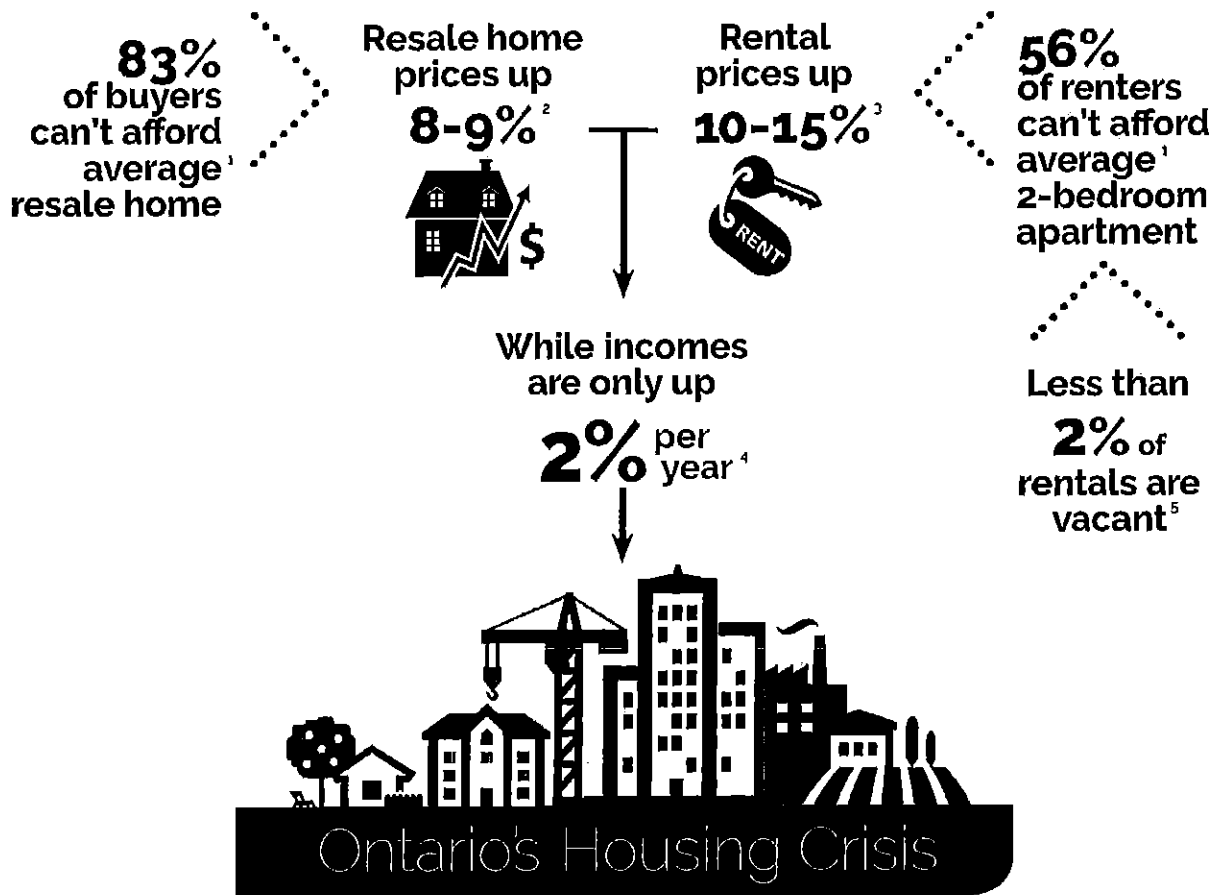 83%
of buyers
can't afford
average¹
resale home
Resale home
prices up
8-9%²
$
Rental
prices up
10-15%³
RENT
56%
of renters
can't afford
average¹
2-bedroom
apartment
Less than
2% of
rentals are
vacant⁵
While incomes
are only up
2% per
year⁴
Ontario's Housing Crisis